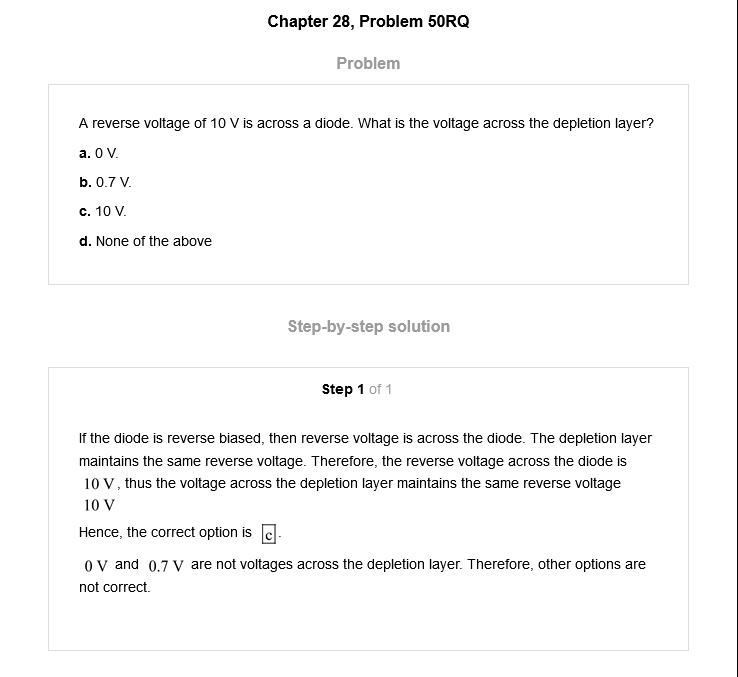 Chapter 28, Problem 50RQ
Problem
A reverse voltage of 10 V is across a diode. What is the voltage across the depletion layer?
a. 0 V.
b. 0.7 V.
c. 10 V.
d. None of the above
Step-by-step solution
Step 1 of 1
If the diode is reverse biased, then reverse voltage is across the diode. The depletion layer
maintains the same reverse voltage. Therefore, the reverse voltage across the diode is
10 V, thus the voltage across the depletion layer maintains the same reverse voltage
10 V
Hence, the correct option is c.
0 V and 0.7 V are not voltages across the depletion layer. Therefore, other options are
not correct.